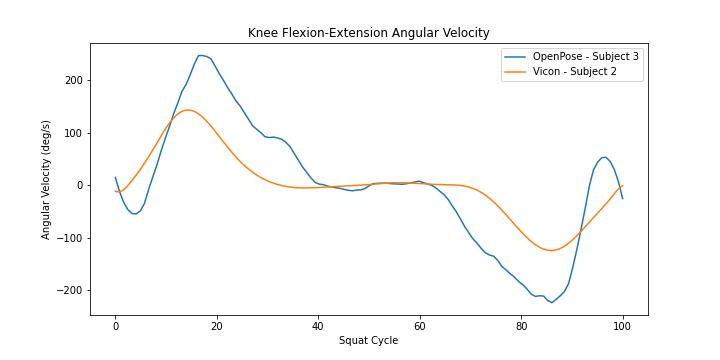 Knee Flexion-Extension Angular Velocity
OpenPose - Subject 3
Vicon - Subject 2
Angular Velocity (deg/s)
200
100
0
−100
−200
0
20
40
60
80
100
Squat Cycle